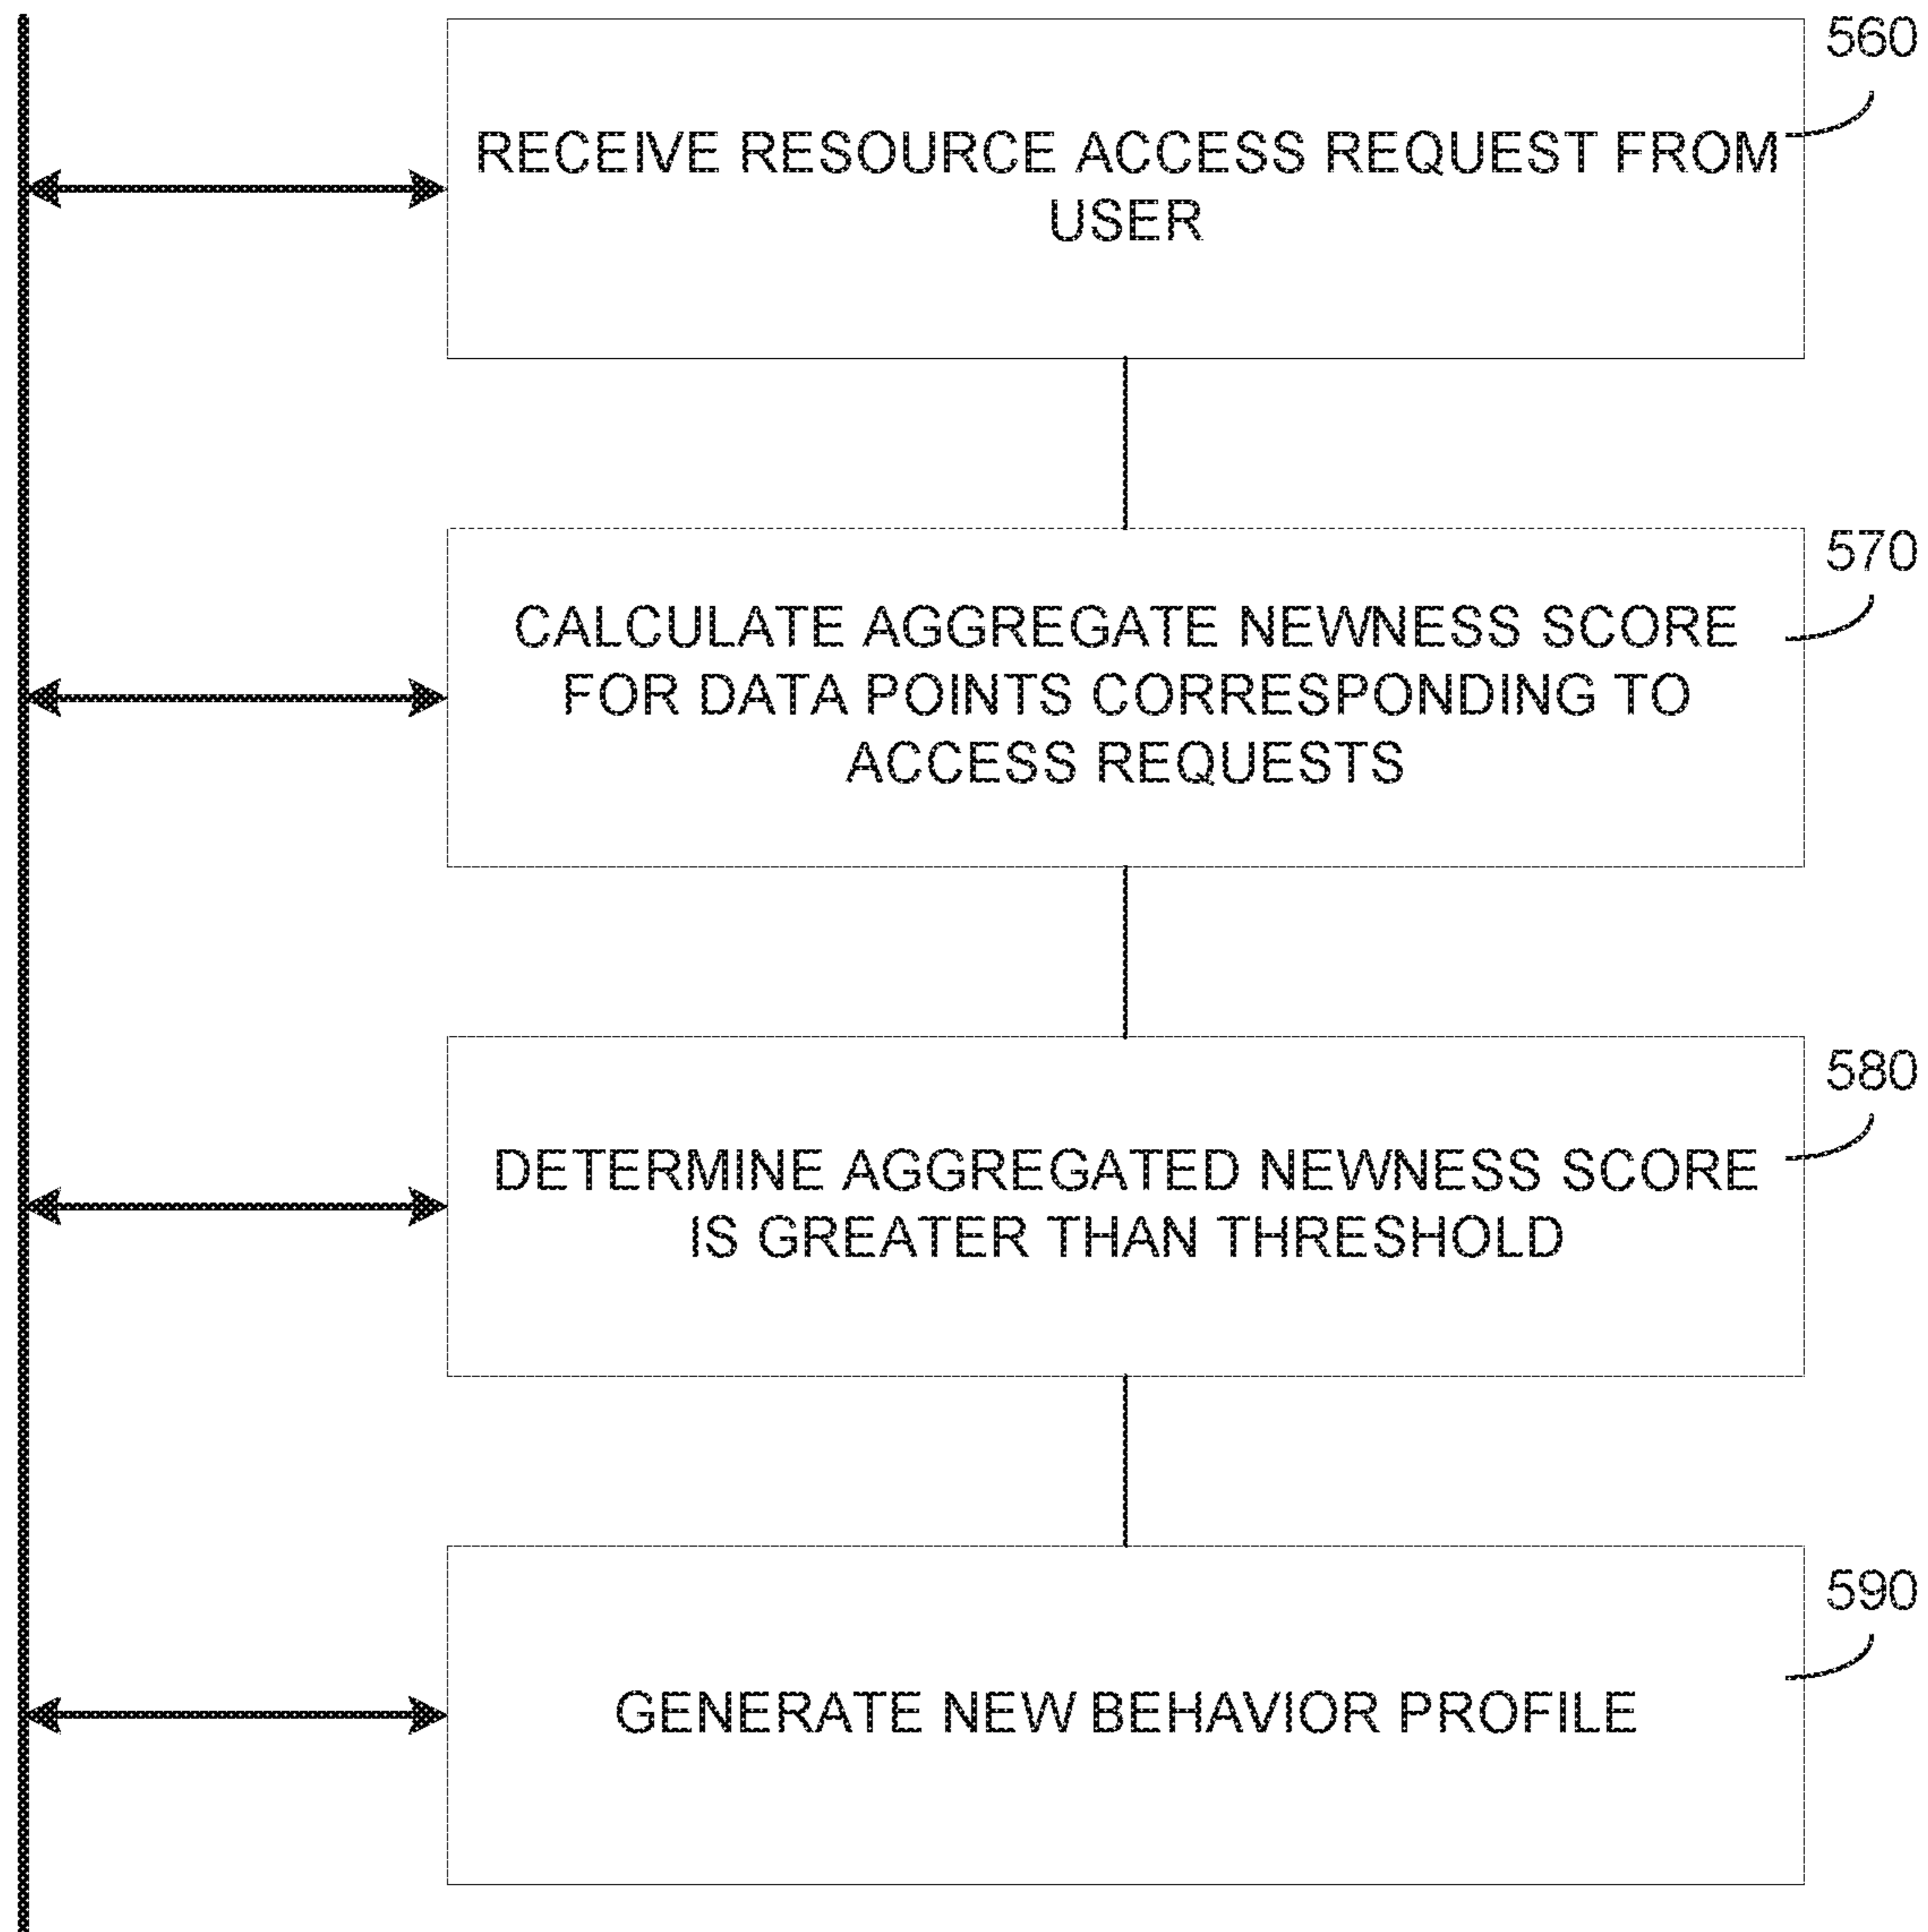 560
RECEIVE RESOURCE ACCESS REQUEST FROM
USER
570
CALCULATE AGGREGATE NEWNESS SCORE
FOR DATA POINTS CORRESPONDING TO
ACCESS REQUESTS
580
DETERMINE AGGREGATED NEWNESS SCORE
IS GREATER THAN THRESHOLD
590
GENERATE NEW BEHAVIOR PROFILE